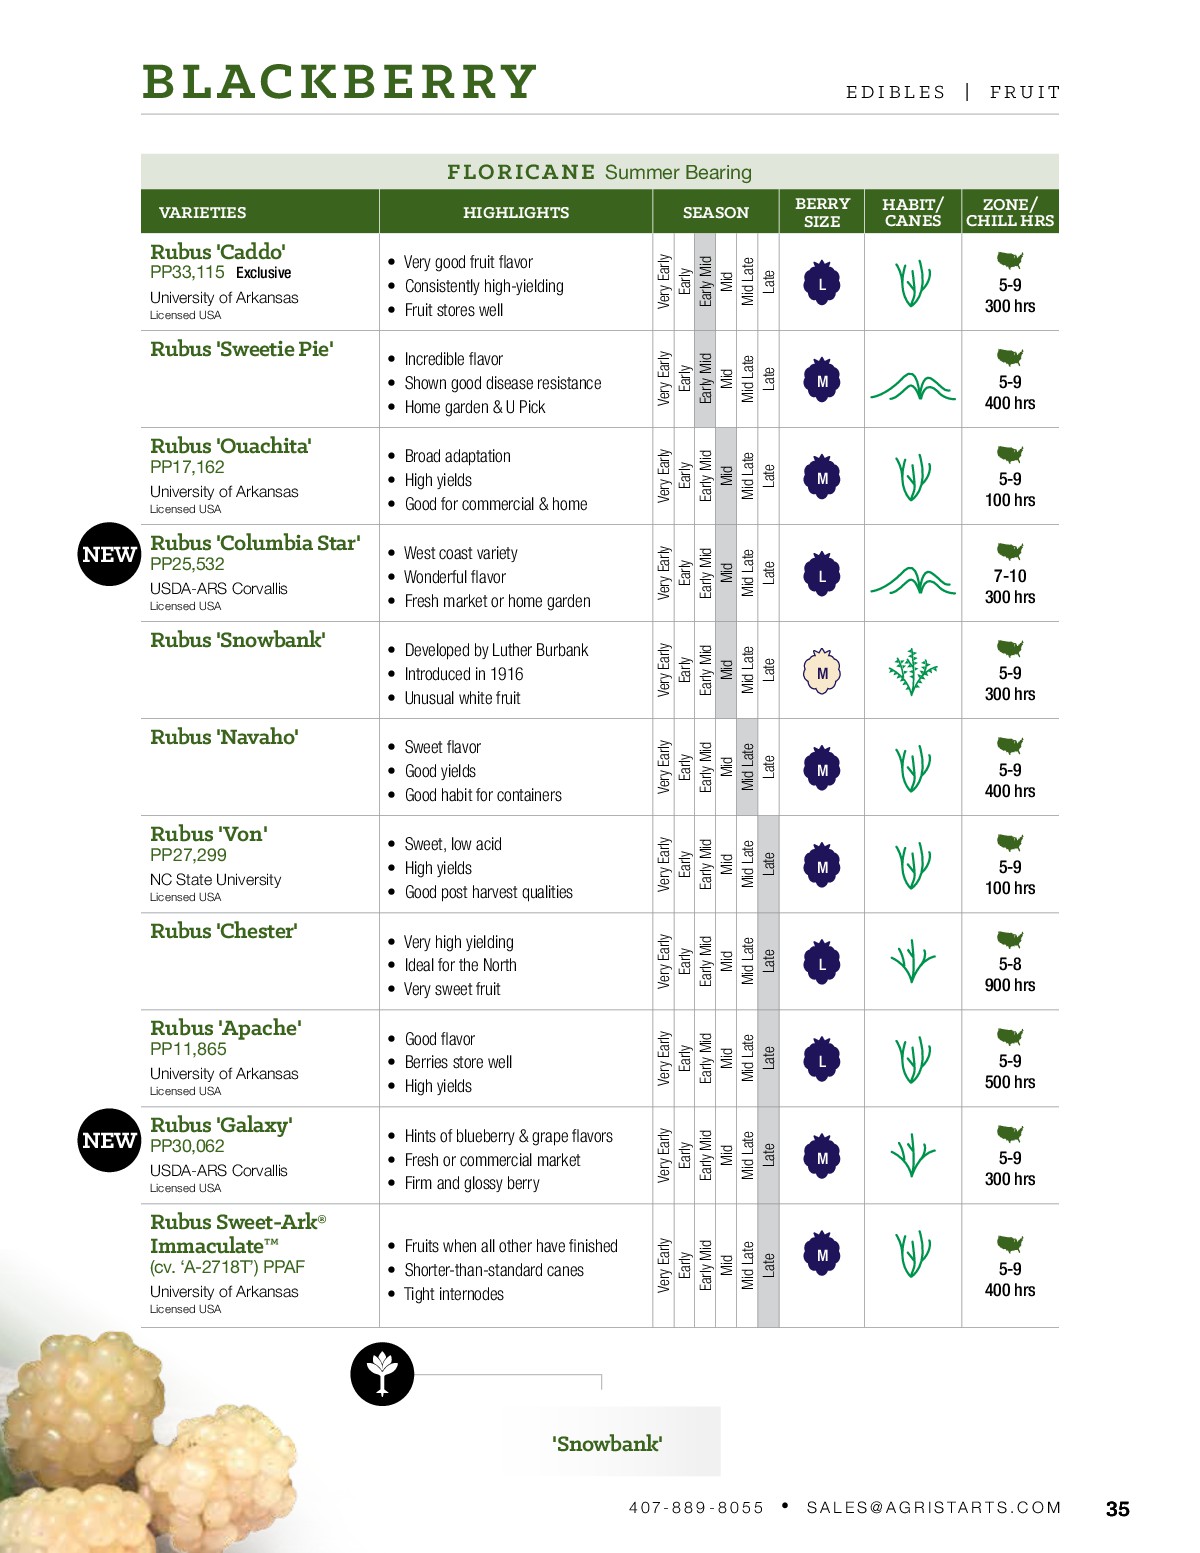 BLACKBERRY
EDIBLES | FRUIT
FLORICANE Summer Bearing
VARIETIES HIGHLIGHTS SEASON BERRY SIZE HABIT/ CANES ZONE/ CHILL HRS
Rubus 'Caddo'
PP33,115 Exclusive
University of Arkansas
Licensed USA
• Very good fruit flavor
• Consistently high-yielding
• Fruit stores well
Very Early Early Early Mid Mid Mid Late Late
L
5-9
300 hrs
Rubus 'Sweetie Pie'
• Incredible flavor
• Shown good disease resistance
• Home garden & U Pick
Very Early Early Early Mid Mid Mid Late Late
M
5-9
400 hrs
Rubus 'Ouachita'
PP17,162
University of Arkansas
Licensed USA
• Broad adaptation
• High yields
• Good for commercial & home
Very Early Early Early Mid Mid Mid Late Late
M
5-9
100 hrs
NEW
Rubus 'Columbia Star'
PP25,532
USDA-ARS Corvallis
Licensed USA
• West coast variety
• Wonderful flavor
• Fresh market or home garden
Very Early Early Early Mid Mid Mid Late Late
L
7-10
300 hrs
Rubus 'Snowbank'
• Developed by Luther Burbank
• Introduced in 1916
• Unusual white fruit
Very Early Early Early Mid Mid Mid Late Late
M
5-9
300 hrs
Rubus 'Navaho'
• Sweet flavor
• Good yields
• Good habit for containers
Very Early Early Early Mid Mid Mid Late Late
M
5-9
400 hrs
Rubus 'Von'
PP27,299
NC State University
Licensed USA
• Sweet, low acid
• High yields
• Good post harvest qualities
Very Early Early Early Mid Mid Mid Late Late
M
5-9
100 hrs
Rubus 'Chester'
• Very high yielding
• Ideal for the North
• Very sweet fruit
Very Early Early Early Mid Mid Mid Late Late
L
5-8
900 hrs
Rubus 'Apache'
PP11,865
University of Arkansas
Licensed USA
• Good flavor
• Berries store well
• High yields
Very Early Early Early Mid Mid Mid Late Late
L
5-9
500 hrs
NEW
Rubus 'Galaxy'
PP30,062
USDA-ARS Corvallis
Licensed USA
• Hints of blueberry & grape flavors
• Fresh or commercial market
• Firm and glossy berry
Very Early Early Early Mid Mid Mid Late Late
M
5-9
300 hrs
Rubus Sweet-Ark®
Immaculate™
(cv. ‘A-2718T’) PPAF
University of Arkansas
Licensed USA
• Fruits when all other have finished
• Shorter-than-standard canes
• Tight internodes
Very Early Early Early Mid Mid Mid Late Late
M
5-9
400 hrs
'Snowbank'
407-889-8055 • SALES@AGRISTARTS.COM 35